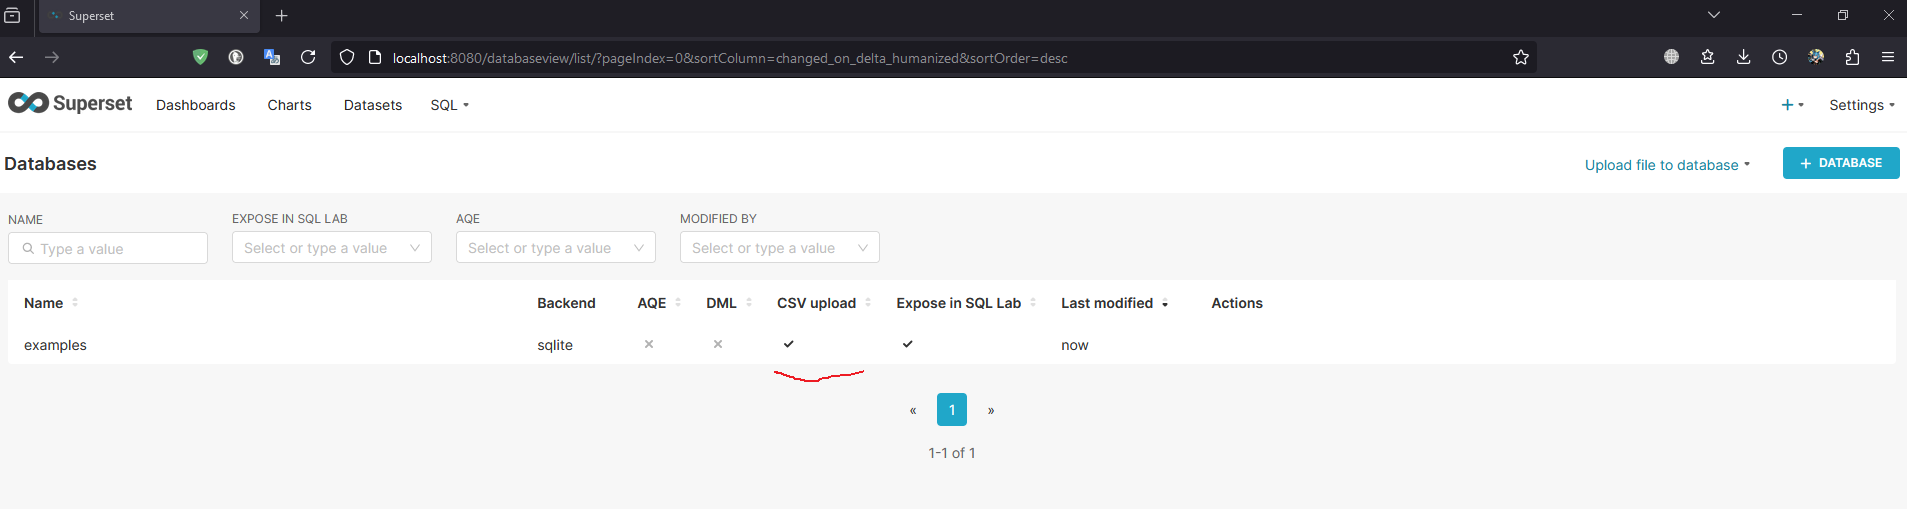 Superset
localhost:8080/databaseview/list/?pageIndex=0&sortColumn=changed_on_delta_humanized&sortOrder=desc
Superset Dashboards Charts Datasets SQL + Settings
Databases Upload file to database + DATABASE
NAME EXPOSE IN SQL LAB AQE MODIFIED BY
Type a value Select or type a value Select or type a value Select or type a value
Name Backend AQE DML CSV upload Expose in SQL Lab Last modified Actions
examples sqlite now
« 1 »
1-1 of 1